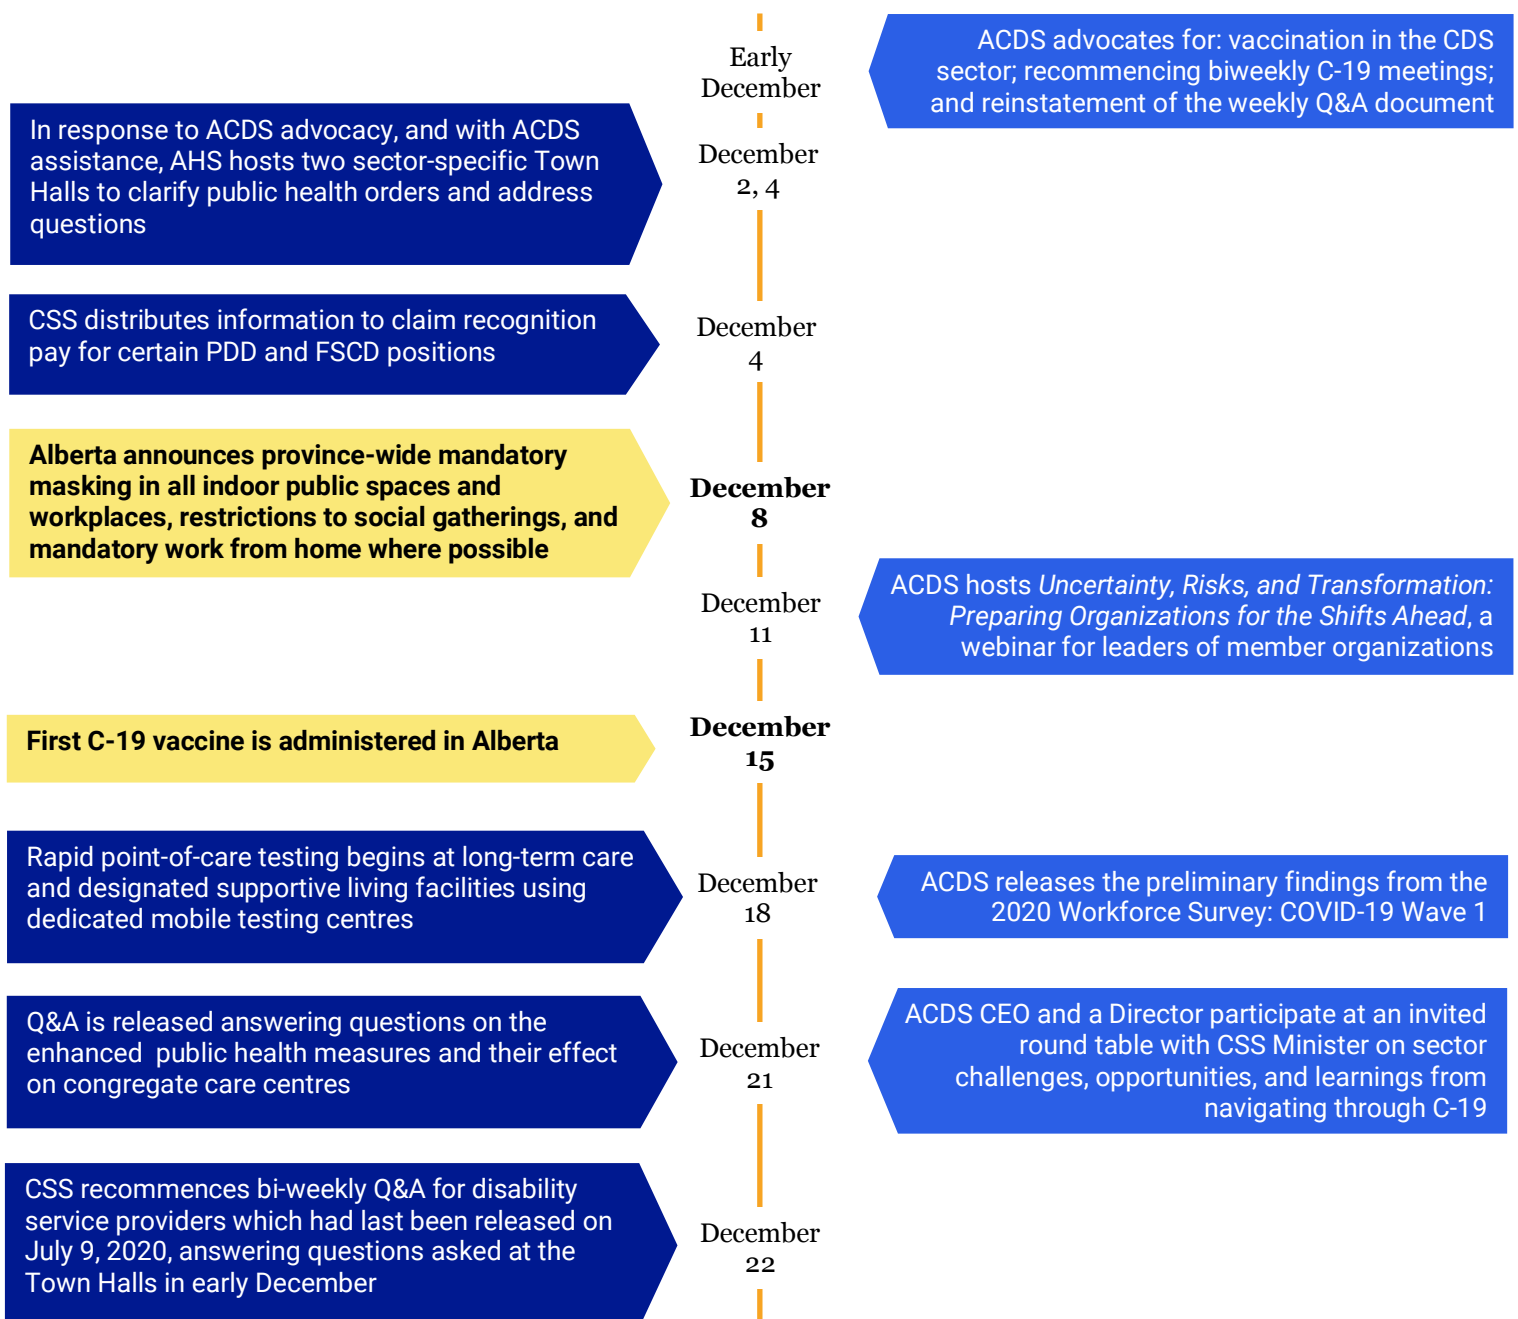 Early
December
ACDS advocates for: vaccination in the CDS
sector; recommencing biweekly C-19 meetings;
and reinstatement of the weekly Q&A document
In response to ACDS advocacy, and with ACDS
assistance, AHS hosts two sector-specific Town
Halls to clarify public health orders and address
questions
December
2, 4
CSS distributes information to claim recognition
pay for certain PDD and FSCD positions
December
4
Alberta announces province-wide mandatory
masking in all indoor public spaces and
workplaces, restrictions to social gatherings, and
mandatory work from home where possible
December
8
December
11
ACDS hosts Uncertainty, Risks, and Transformation:
Preparing Organizations for the Shifts Ahead, a
webinar for leaders of member organizations
First C-19 vaccine is administered in Alberta
December
15
Rapid point-of-care testing begins at long-term care
and designated supportive living facilities using
dedicated mobile testing centres
December
18
ACDS releases the preliminary findings from the
2020 Workforce Survey: COVID-19 Wave 1
Q&A is released answering questions on the
enhanced  public health measures and their effect
on congregate care centres
December
21
ACDS CEO and a Director participate at an invited
round table with CSS Minister on sector
challenges, opportunities, and learnings from
navigating through C-19
CSS recommences bi-weekly Q&A for disability
service providers which had last been released on
July 9, 2020, answering questions asked at the
Town Halls in early December
December
22